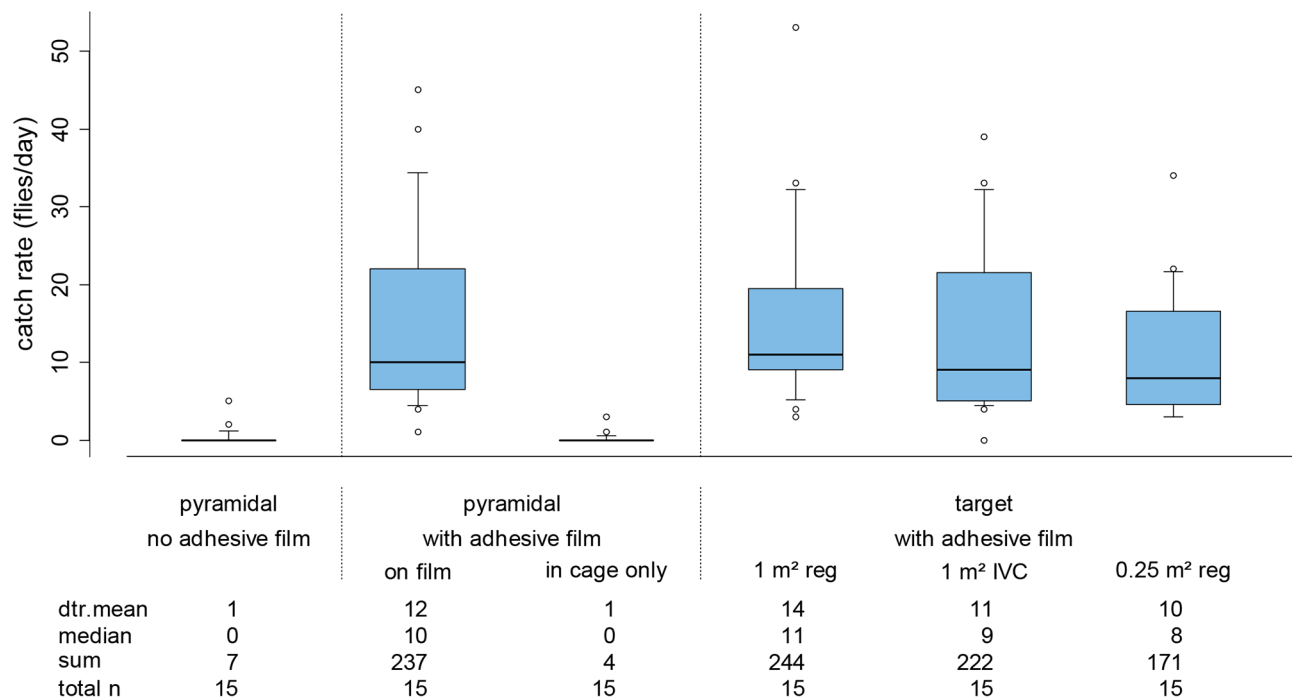 catch rate (flies/day)
50
40
30
20
10
0
pyramidal pyramidal target
no adhesive film with adhesive film with adhesive film
on film in cage only 1 m² reg 1 m² IVC 0.25 m² reg
dtr.mean 1 12 1 14 11 10
median 0 10 0 11 9 8
sum 7 237 4 244 222 171
total n 15 15 15 15 15 15